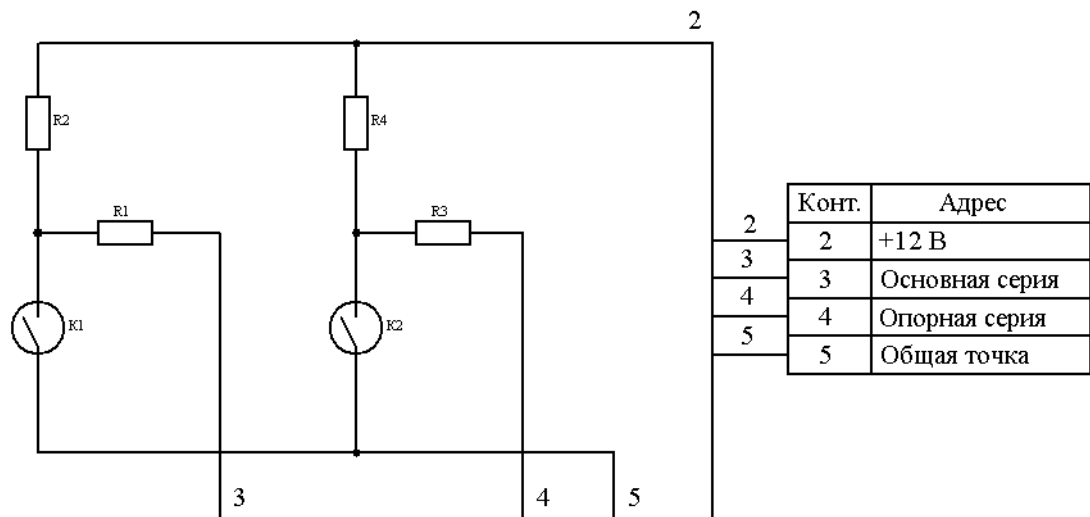 2
R2
R4
R1
R3
K1
K2
3
4
5
2
3
4
5
Конт. Адрес
2 +12 В
3 Основная серия
4 Опорная серия
5 Общая точка